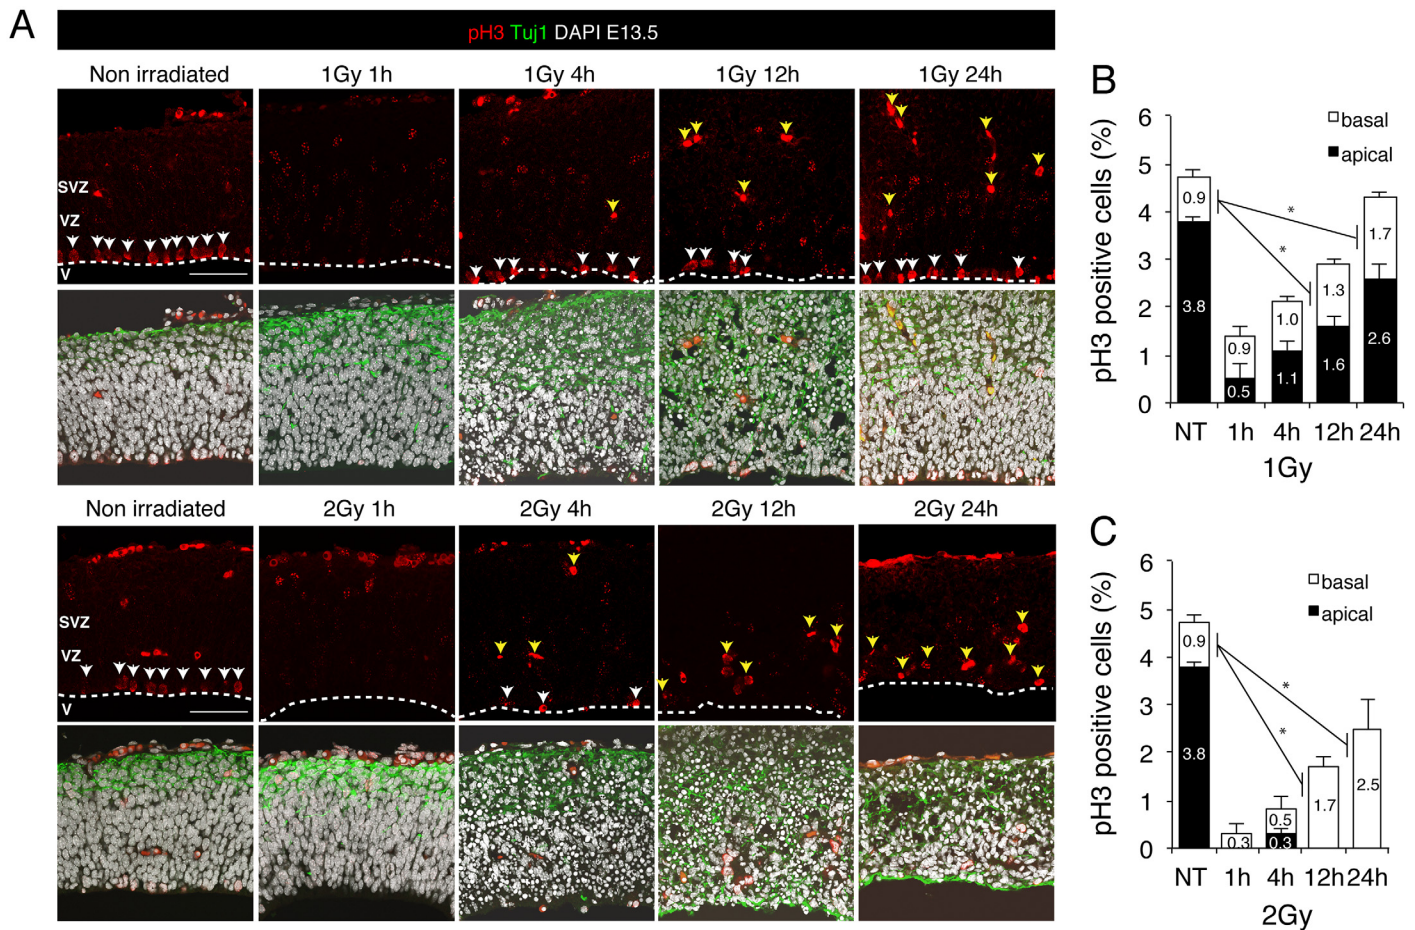 A
pH3 Tuj1 DAPI E13.5
Non irradiated 1Gy 1h 1Gy 4h 1Gy 12h 1Gy 24h
SVZ
VZ
V
Non irradiated 2Gy 1h 2Gy 4h 2Gy 12h 2Gy 24h
SVZ
VZ
V
B
pH3 positive cells (%)
6
5
4
3
2
1
0
basal
apical
*
*
0.9
3.8
0.9
0.5
1.0
1.1
1.3
1.6
1.7
2.6
NT 1h 4h 12h 24h
1Gy
C
pH3 positive cells (%)
6
5
4
3
2
1
0
basal
apical
*
*
0.9
3.8
0.3
0.5
0.3
1.7
2.5
NT 1h 4h 12h 24h
2Gy